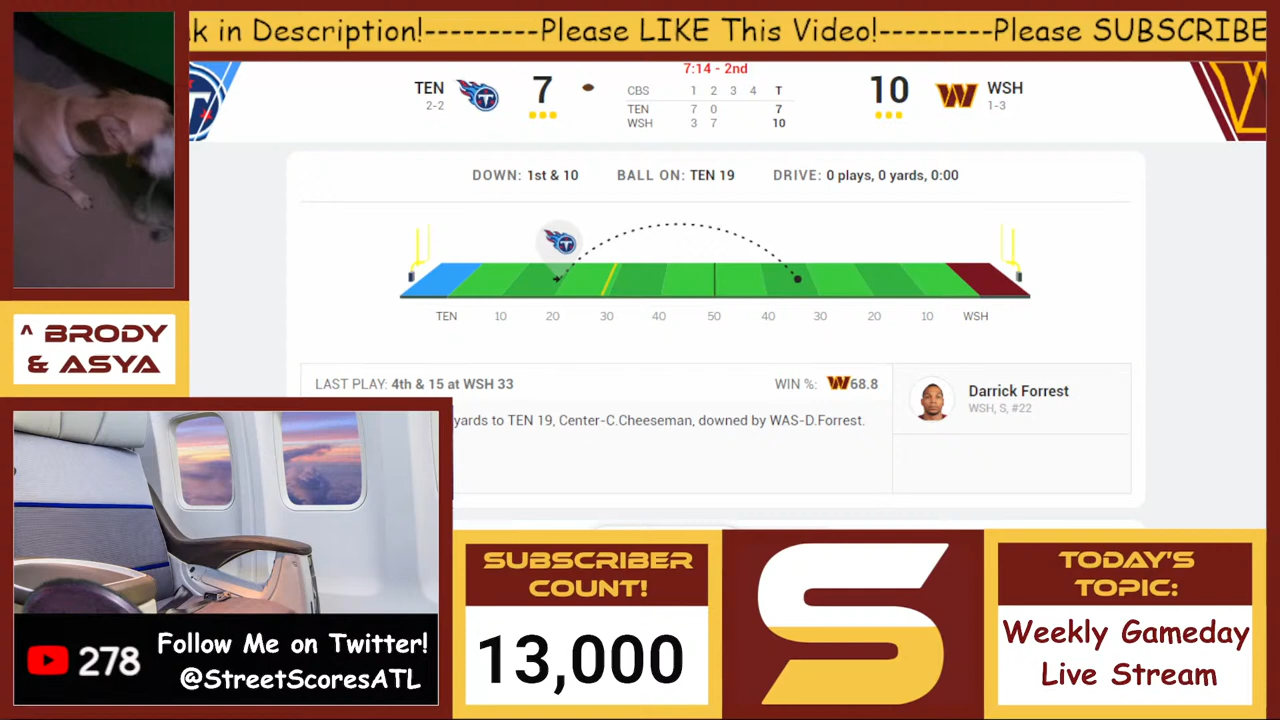 k in Description!---------Please LIKE This Video!---------Please SUBSCRIBE
7:14 - 2nd
TEN 7 10 WSH
2-2 1-3
CBS 1 2 3 4 T
TEN 7 0 7
WSH 3 7 10
DOWN: 1st & 10 BALL ON: TEN 19 DRIVE: 0 plays, 0 yards, 0:00
TEN 10 20 30 40 50 40 30 20 10 WSH
LAST PLAY: 4th & 15 at WSH 33 WIN %: W 68.8
yards to TEN 19, Center-C.Cheeseman, downed by WAS-D.Forrest.
Darrick Forrest
WSH, S, #22
^ BRODY
& ASYA
278
Follow Me on Twitter!
@StreetScoresATL
SUBSCRIBER
COUNT!
13,000
S
TODAY'S
TOPIC:
Weekly Gameday
Live Stream